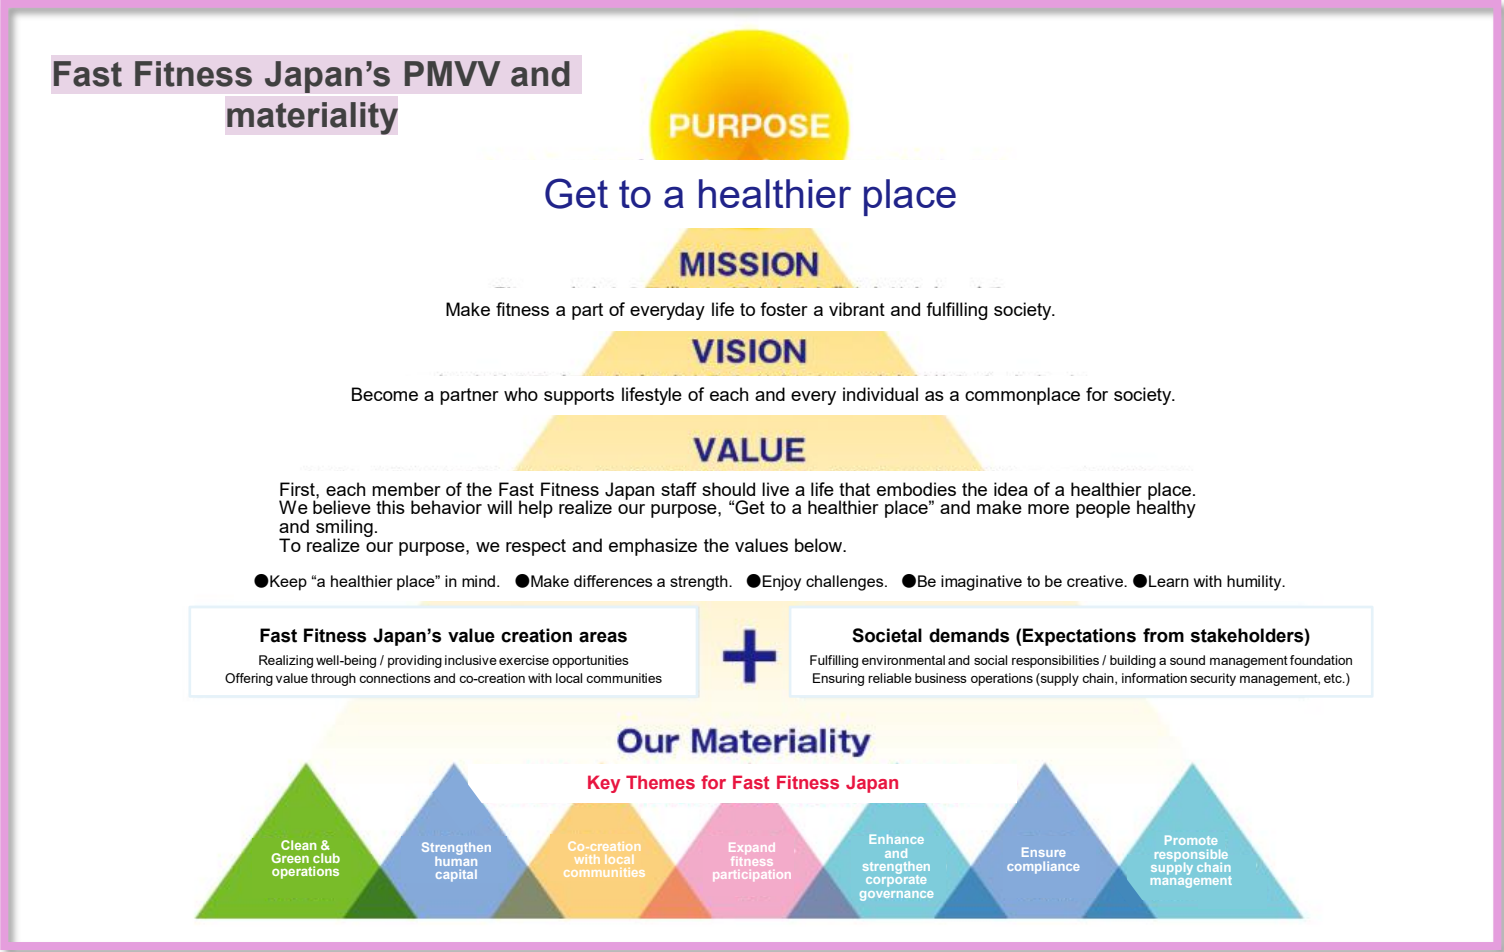 Fast Fitness Japan’s PMVV and
materiality
PURPOSE
Get to a healthier place
MISSION
Make fitness a part of everyday life to foster a vibrant and fulfilling society.
VISION
Become a partner who supports lifestyle of each and every individual as a commonplace for society.
VALUE
First, each member of the Fast Fitness Japan staff should live a life that embodies the idea of a healthier place.
We believe this behavior will help realize our purpose, “Get to a healthier place” and make more people healthy
and smiling.
To realize our purpose, we respect and emphasize the values below.
●Keep “a healthier place” in mind. ●Make differences a strength. ●Enjoy challenges. ●Be imaginative to be creative. ●Learn with humility.
Fast Fitness Japan’s value creation areas
Realizing well-being / providing inclusive exercise opportunities
Offering value through connections and co-creation with local communities
+
Societal demands (Expectations from stakeholders)
Fulfilling environmental and social responsibilities / building a sound management foundation
Ensuring reliable business operations (supply chain, information security management, etc.)
Our Materiality
Key Themes for Fast Fitness Japan
Clean &
Green club
operations
Strengthen
human
capital
Co-creation
with local
communities
Expand
fitness
participation
Enhance
and
strengthen
corporate
governance
Ensure
compliance
Promote
responsible
supply chain
management